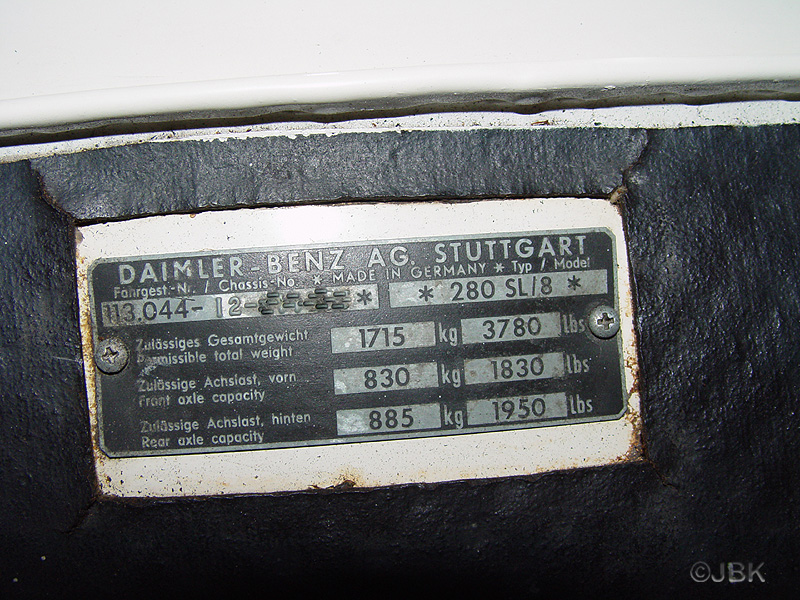 DAIMLER-BENZ AG. STUTTGART
Fahrgest-Nr. / Chassis-No. * MADE IN GERMANY * Typ / Model
113.044-12- * * 280 SL/8 *
Zulässiges Gesamtgewicht
Permissible total weight
1715 kg 3780 lbs
Zulässige Achslast, vorn
Front axle capacity
830 kg 1830 lbs
Zulässige Achslast, hinten
Rear axle capacity
885 kg 1950 lbs
©JBK